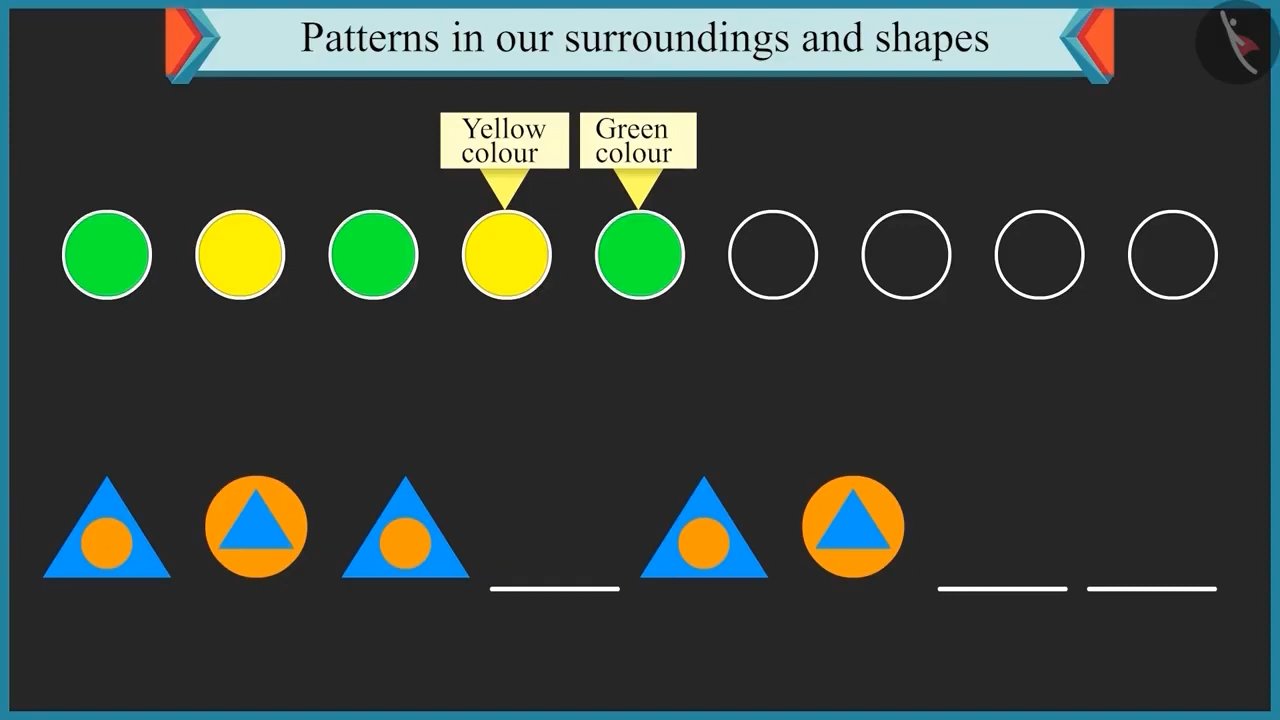 Patterns in our surroundings and shapes
Yellow
colour
Green
colour